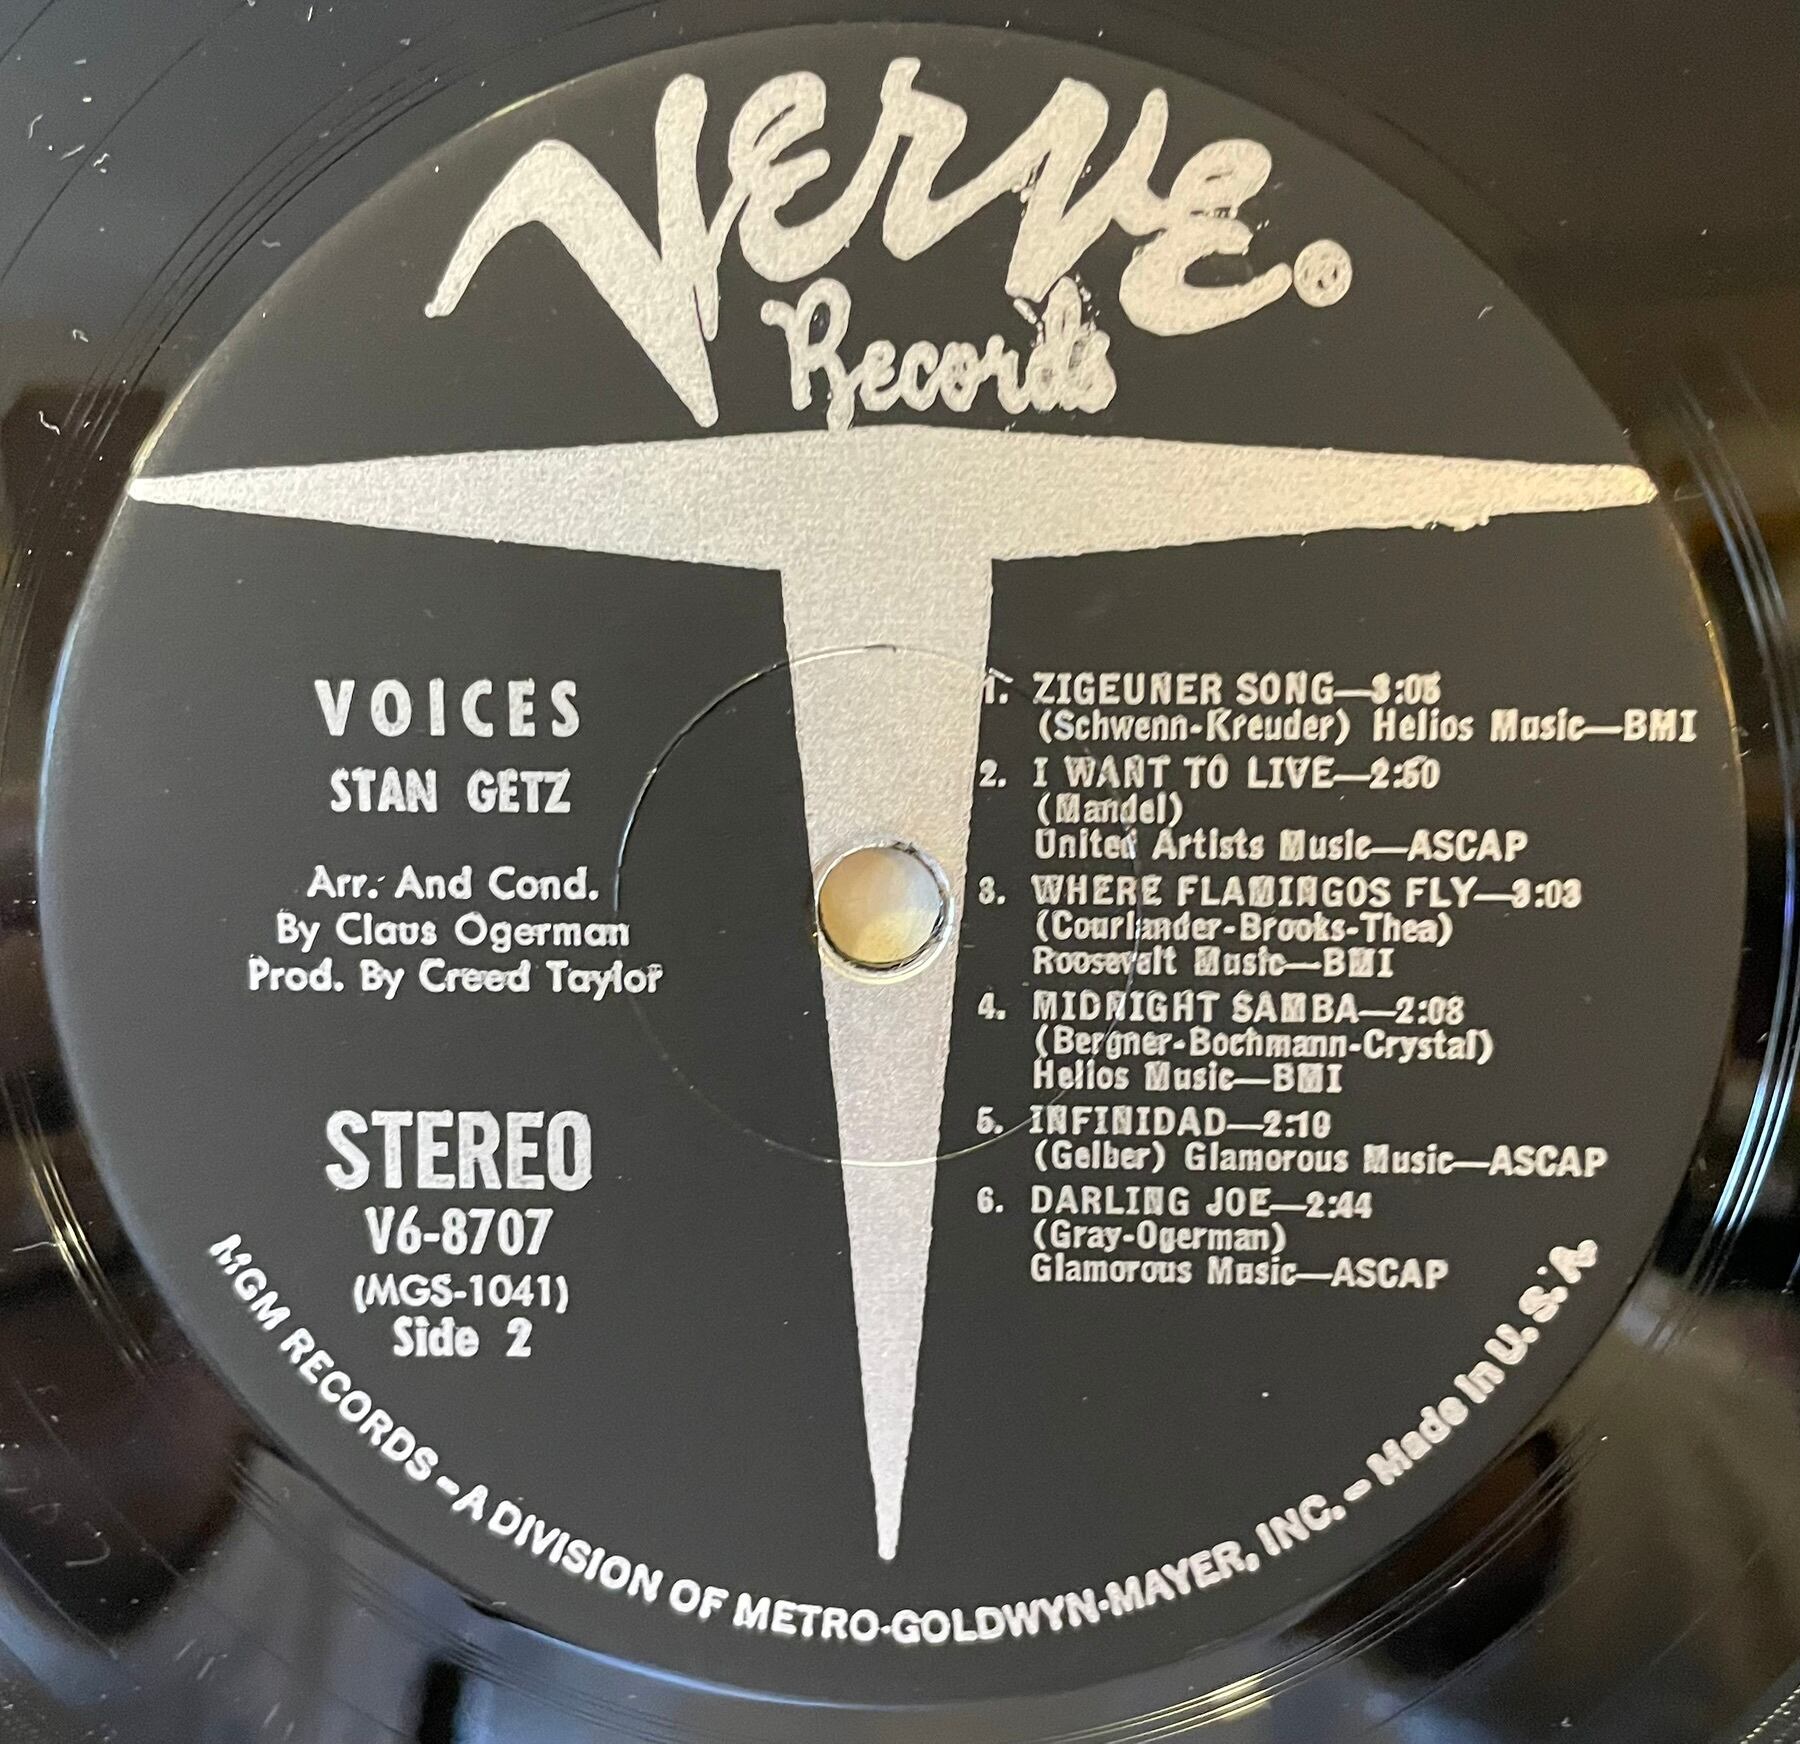 Verve®
Records
VOICES
STAN GETZ
Arr. And Cond.
By Claus Ogerman
Prod. By Creed Taylor
STEREO
V6-8707
(MGS-1041)
Side 2
1. ZIGEUNER SONG—3:05
(Schwenn-Kreuder) Helios Music—BMI
2. I WANT TO LIVE—2:50
(Mandel)
United Artists Music—ASCAP
3. WHERE FLAMINGOS FLY—3:03
(Courlander-Brooks-Thea)
Roosevelt Music—BMI
4. MIDNIGHT SAMBA—2:08
(Bergner-Bochmann-Crystal)
Helios Music—BMI
5. INFINIDAD—2:10
(Gelber) Glamorous Music—ASCAP
6. DARLING JOE—2:44
(Gray-Ogerman)
Glamorous Music—ASCAP
MGM RECORDS - A DIVISION OF METRO-GOLDWYN-MAYER, INC. - Made In U.S.A.